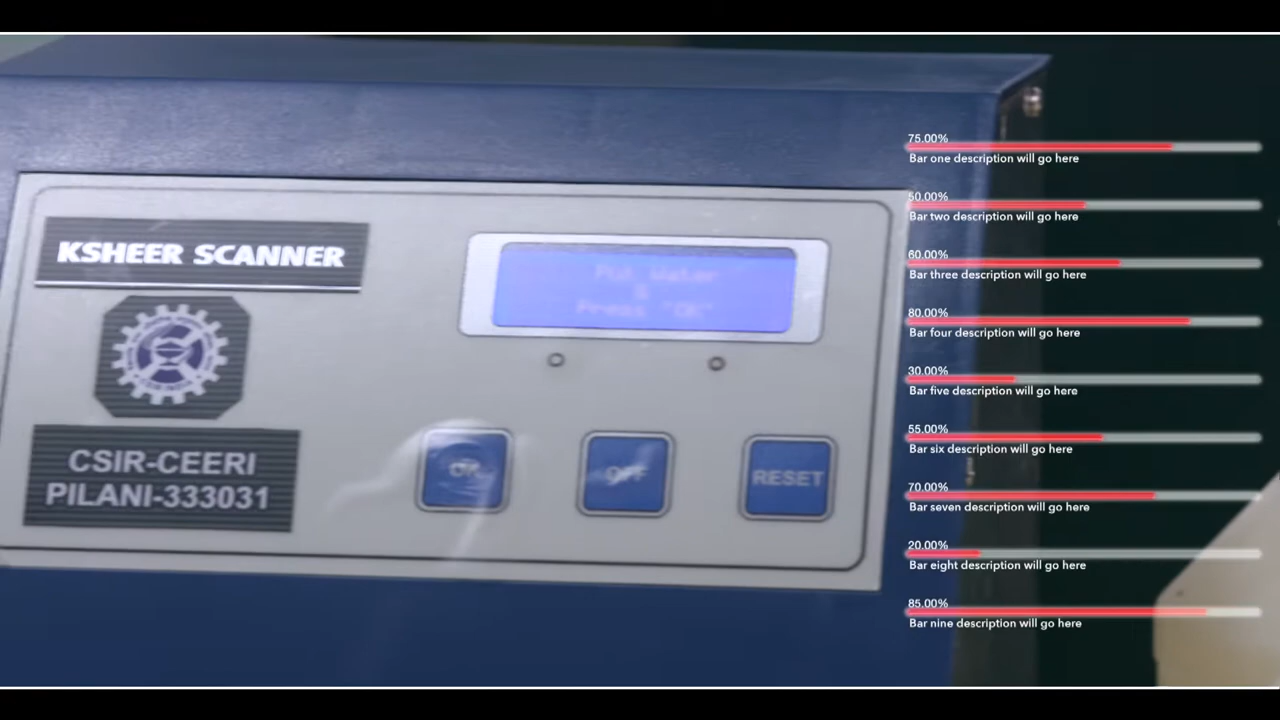 KSHEER SCANNER
CSIR-CEERI
PILANI-333031
Put Water
&
Press "OK"
OK
OFF
RESET
75.00%
Bar one description will go here
50.00%
Bar two description will go here
60.00%
Bar three description will go here
80.00%
Bar four description will go here
30.00%
Bar five description will go here
55.00%
Bar six description will go here
70.00%
Bar seven description will go here
20.00%
Bar eight description will go here
85.00%
Bar nine description will go here